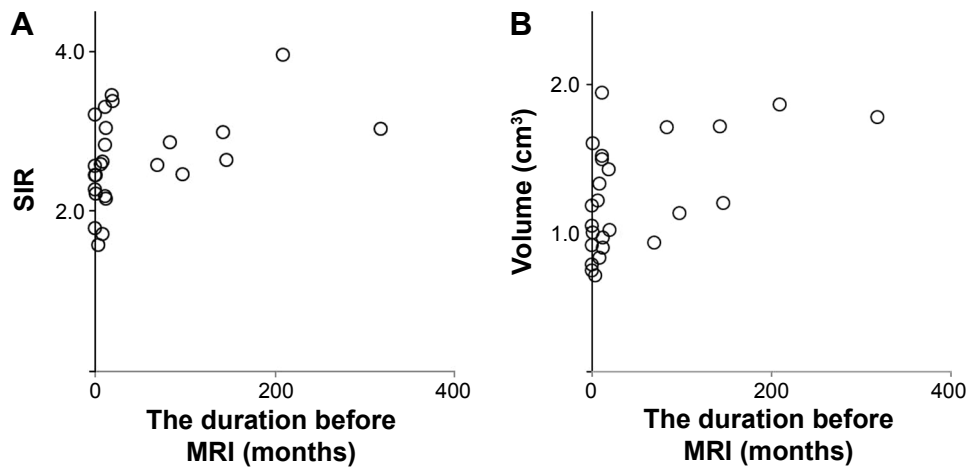 A
SIR
4.0
2.0
0
200
400
The duration before
MRI (months)
B
Volume (cm³)
2.0
1.0
0
200
400
The duration before
MRI (months)